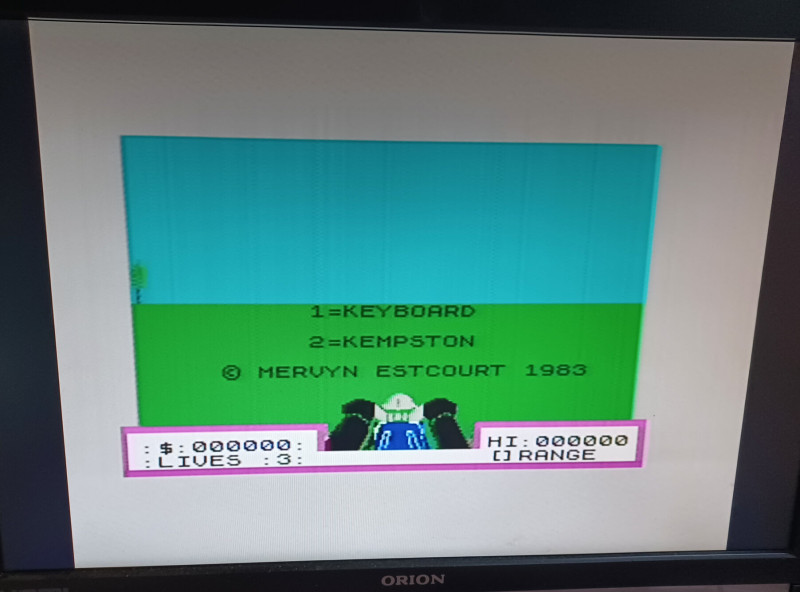 1=KEYBOARD
2=KEMPSTON
© MERVYN ESTCOURT 1983
:$:000000:
HI:000000
:LIVES :3:
[]RANGE
ORION